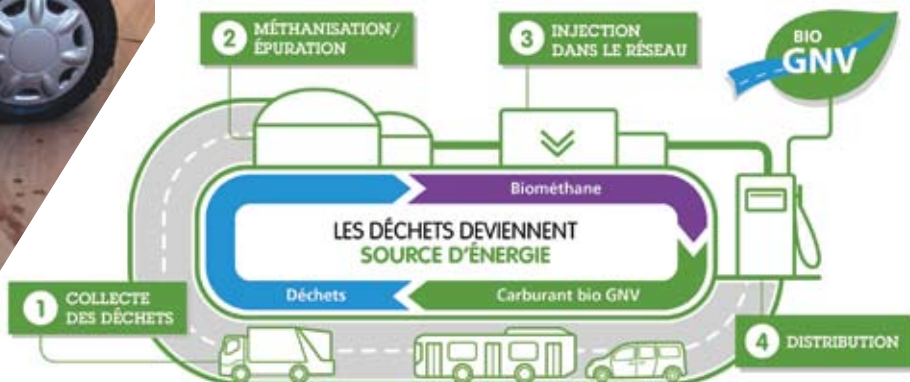 2 MÉTHANISATION/
ÉPURATION
3 INJECTION
DANS LE RÉSEAU
BIO
GNV
Biométhane
LES DÉCHETS DEVIENNENT
SOURCE D'ÉNERGIE
Déchets
Carburant bio GNV
1 COLLECTE
DES DÉCHETS
4 DISTRIBUTION